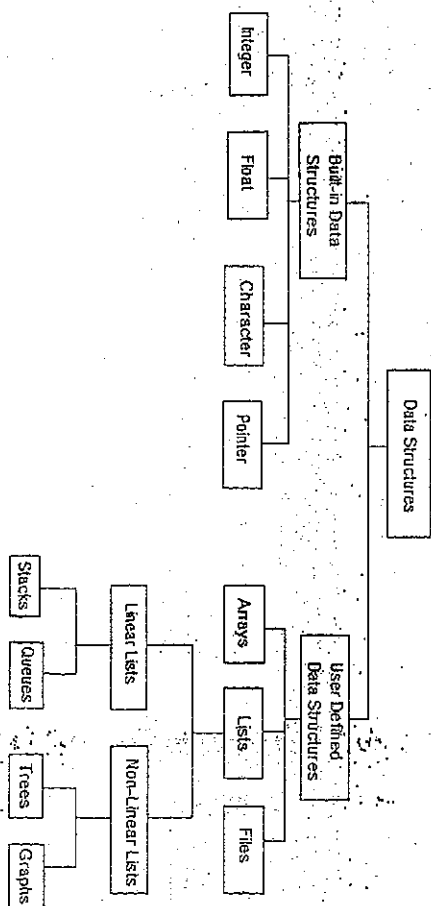 Data Structures
Built-in Data
Structures
User Defined
Data Structures
Integer
Float
Character
Pointer
Arrays
Lists
Files
Linear Lists
Non-Linear Lists
Stacks
Queues
Trees
Graphs